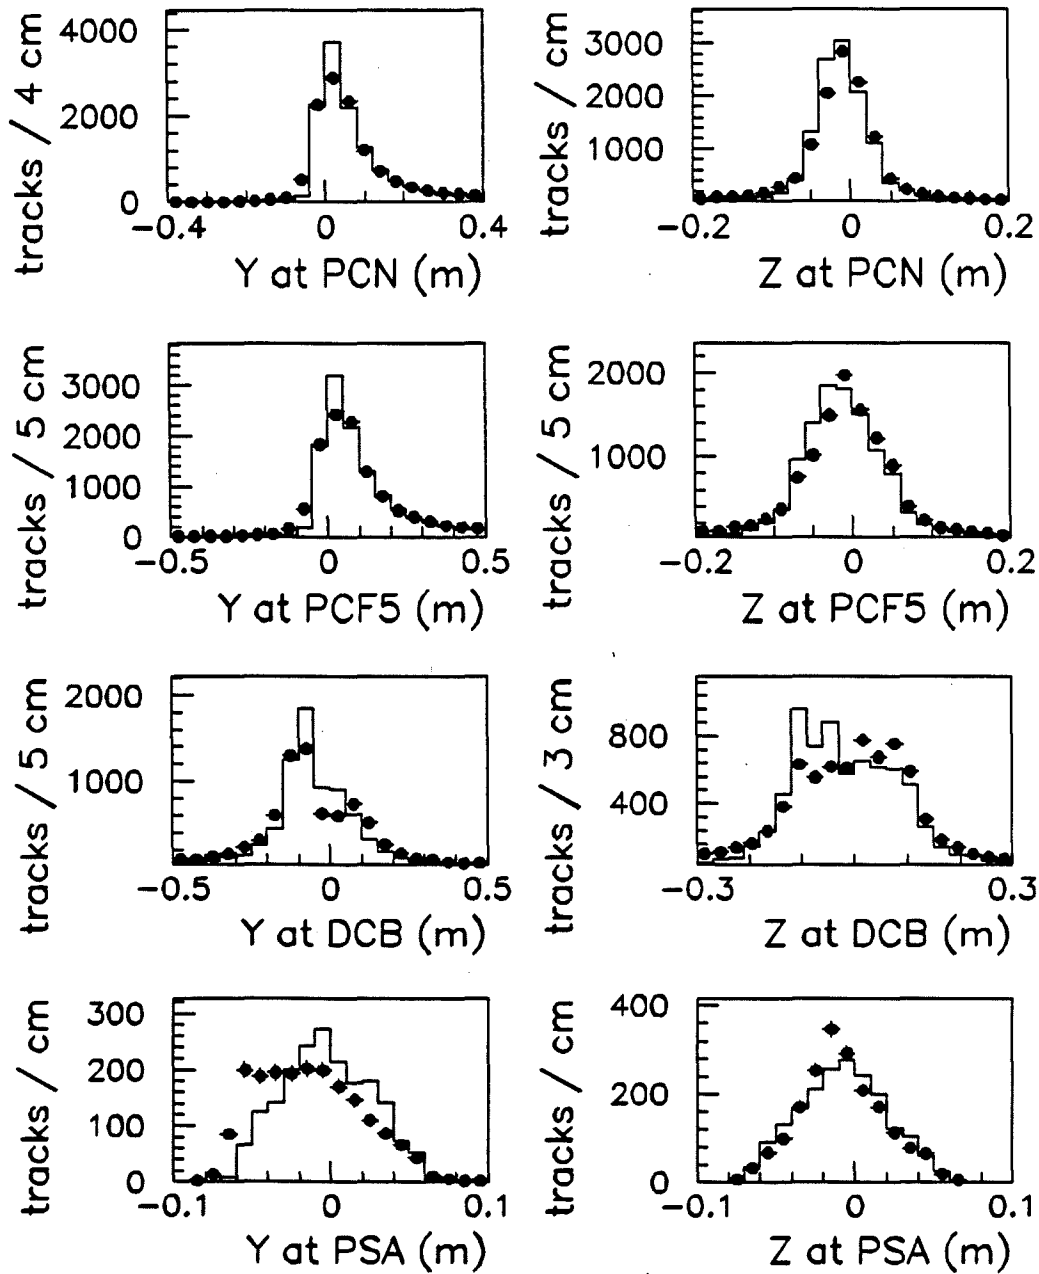 tracks / 4 cm
4000
2000
0
-0.4
0
0.4
Y at PCN (m)
tracks / cm
3000
2000
1000
-0.2
0
0.2
Z at PCN (m)
tracks / 5 cm
3000
2000
1000
0
-0.5
0
0.5
Y at PCF5 (m)
tracks / 5 cm
2000
1000
-0.2
0
0.2
Z at PCF5 (m)
tracks / 5 cm
2000
1000
-0.5
0
0.5
Y at DCB (m)
tracks / 3 cm
800
400
-0.3
0
0.3
Z at DCB (m)
tracks / cm
300
200
100
0
-0.1
0
0.1
Y at PSA (m)
tracks / cm
400
200
0
-0.1
0
0.1
Z at PSA (m)